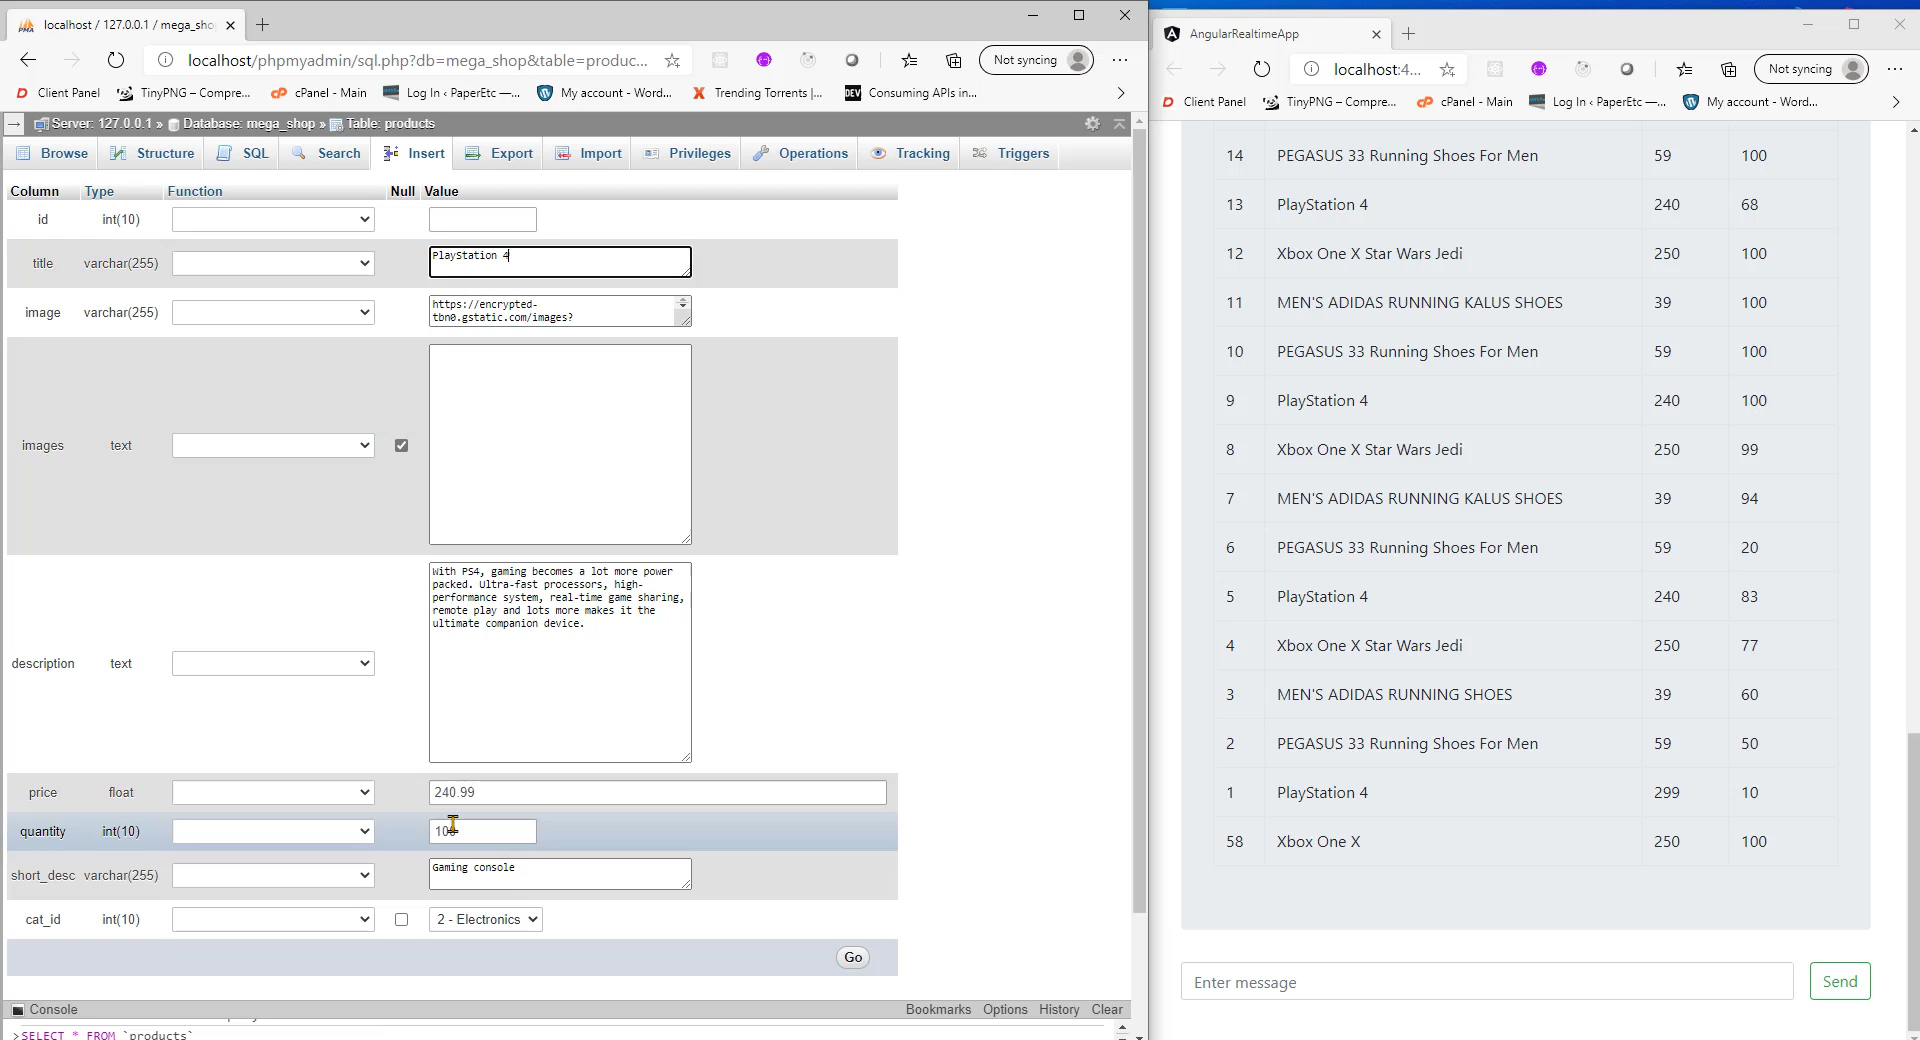 localhost / 127.0.0.1 / mega_sho
localhost/phpmyadmin/sql.php?db=mega_shop&table=produc...
Not syncing
Client Panel
TinyPNG – Compre...
cPanel - Main
Log In ‹ PaperEtc —...
My account - Word...
Trending Torrents |...
DEV
Consuming APIs in...
Server: 127.0.0.1 » Database: mega_shop » Table: products
Browse
Structure
SQL
Search
Insert
Export
Import
Privileges
Operations
Tracking
Triggers
Column Type Function Null Value
id int(10)
title varchar(255) PlayStation 4
image varchar(255) https://encrypted-
tbn0.gstatic.com/images?
images text
description text
With PS4, gaming becomes a lot more power
packed. Ultra-fast processors, high-
performance system, real-time game sharing,
remote play and lots more makes it the
ultimate companion device.
price float 240.99
quantity int(10)
short_desc varchar(255) Gaming console
cat_id int(10) 2 - Electronics
Go
Console
Bookmarks Options History Clear
>SELECT * FROM `products`
AngularRealtimeApp
localhost:4...
Not syncing
Client Panel
TinyPNG – Compre...
cPanel - Main
Log In ‹ PaperEtc —...
My account - Word...
14 PEGASUS 33 Running Shoes For Men 59 100
13 PlayStation 4 240 68
12 Xbox One X Star Wars Jedi 250 100
11 MEN'S ADIDAS RUNNING KALUS SHOES 39 100
10 PEGASUS 33 Running Shoes For Men 59 100
9 PlayStation 4 240 100
8 Xbox One X Star Wars Jedi 250 99
7 MEN'S ADIDAS RUNNING KALUS SHOES 39 94
6 PEGASUS 33 Running Shoes For Men 59 20
5 PlayStation 4 240 83
4 Xbox One X Star Wars Jedi 250 77
3 MEN'S ADIDAS RUNNING SHOES 39 60
2 PEGASUS 33 Running Shoes For Men 59 50
1 PlayStation 4 299 10
58 Xbox One X 250 100
Enter message
Send